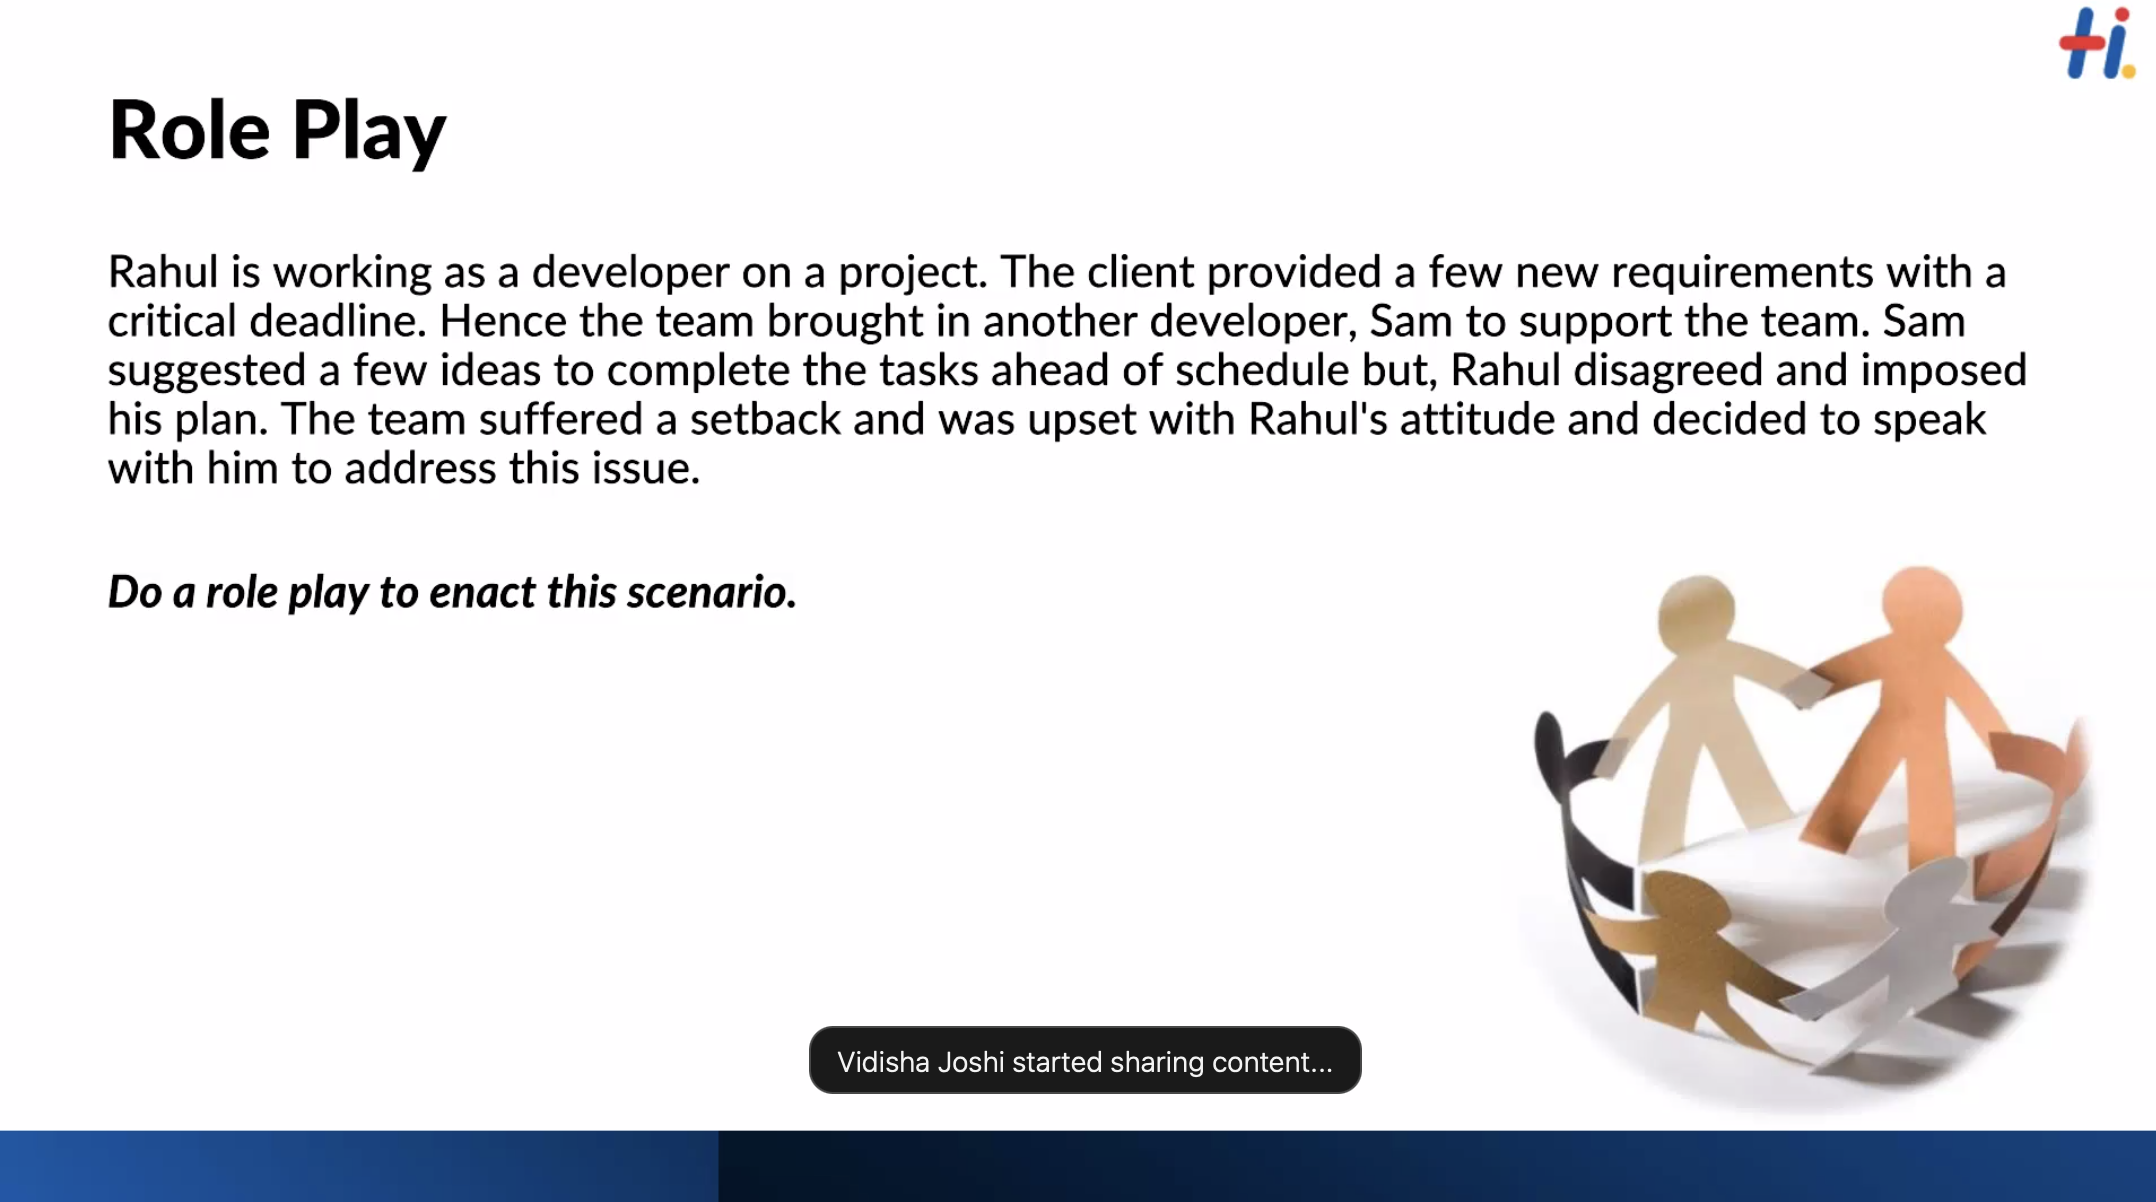 Hi.
Role Play
Rahul is working as a developer on a project. The client provided a few new requirements with a
critical deadline. Hence the team brought in another developer, Sam to support the team. Sam
suggested a few ideas to complete the tasks ahead of schedule but, Rahul disagreed and imposed
his plan. The team suffered a setback and was upset with Rahul's attitude and decided to speak
with him to address this issue.
Do a role play to enact this scenario.
Vidisha Joshi started sharing content...